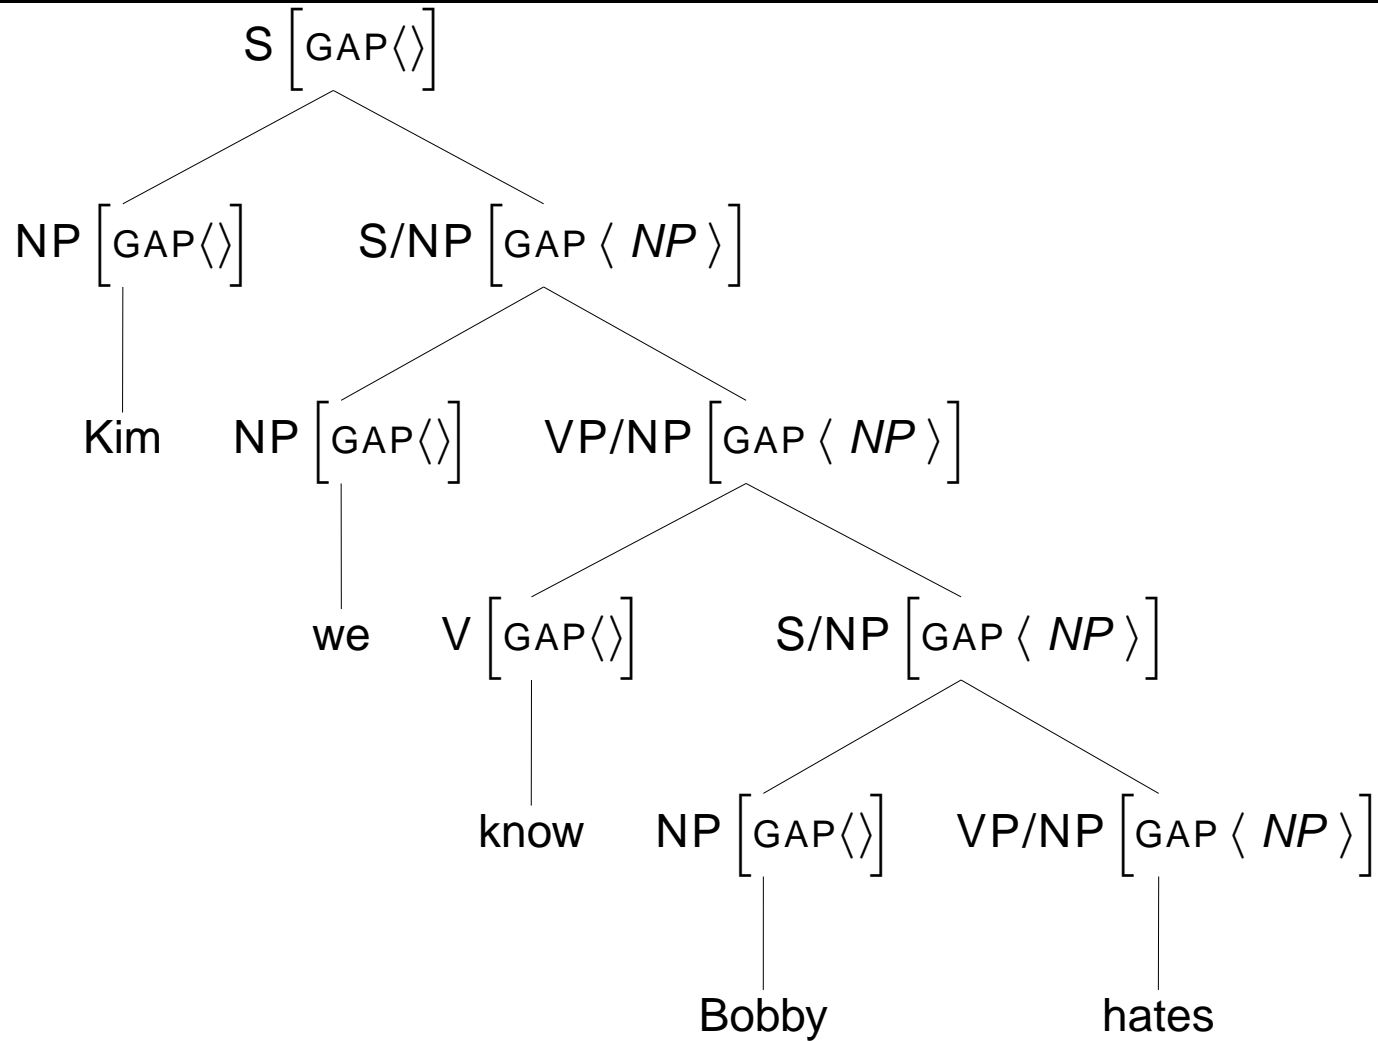 S [GAP⟨⟩]
NP [GAP⟨⟩] S/NP [GAP ⟨ NP ⟩]
Kim NP [GAP⟨⟩] VP/NP [GAP ⟨ NP ⟩]
we V [GAP⟨⟩] S/NP [GAP ⟨ NP ⟩]
know NP [GAP⟨⟩] VP/NP [GAP ⟨ NP ⟩]
Bobby hates